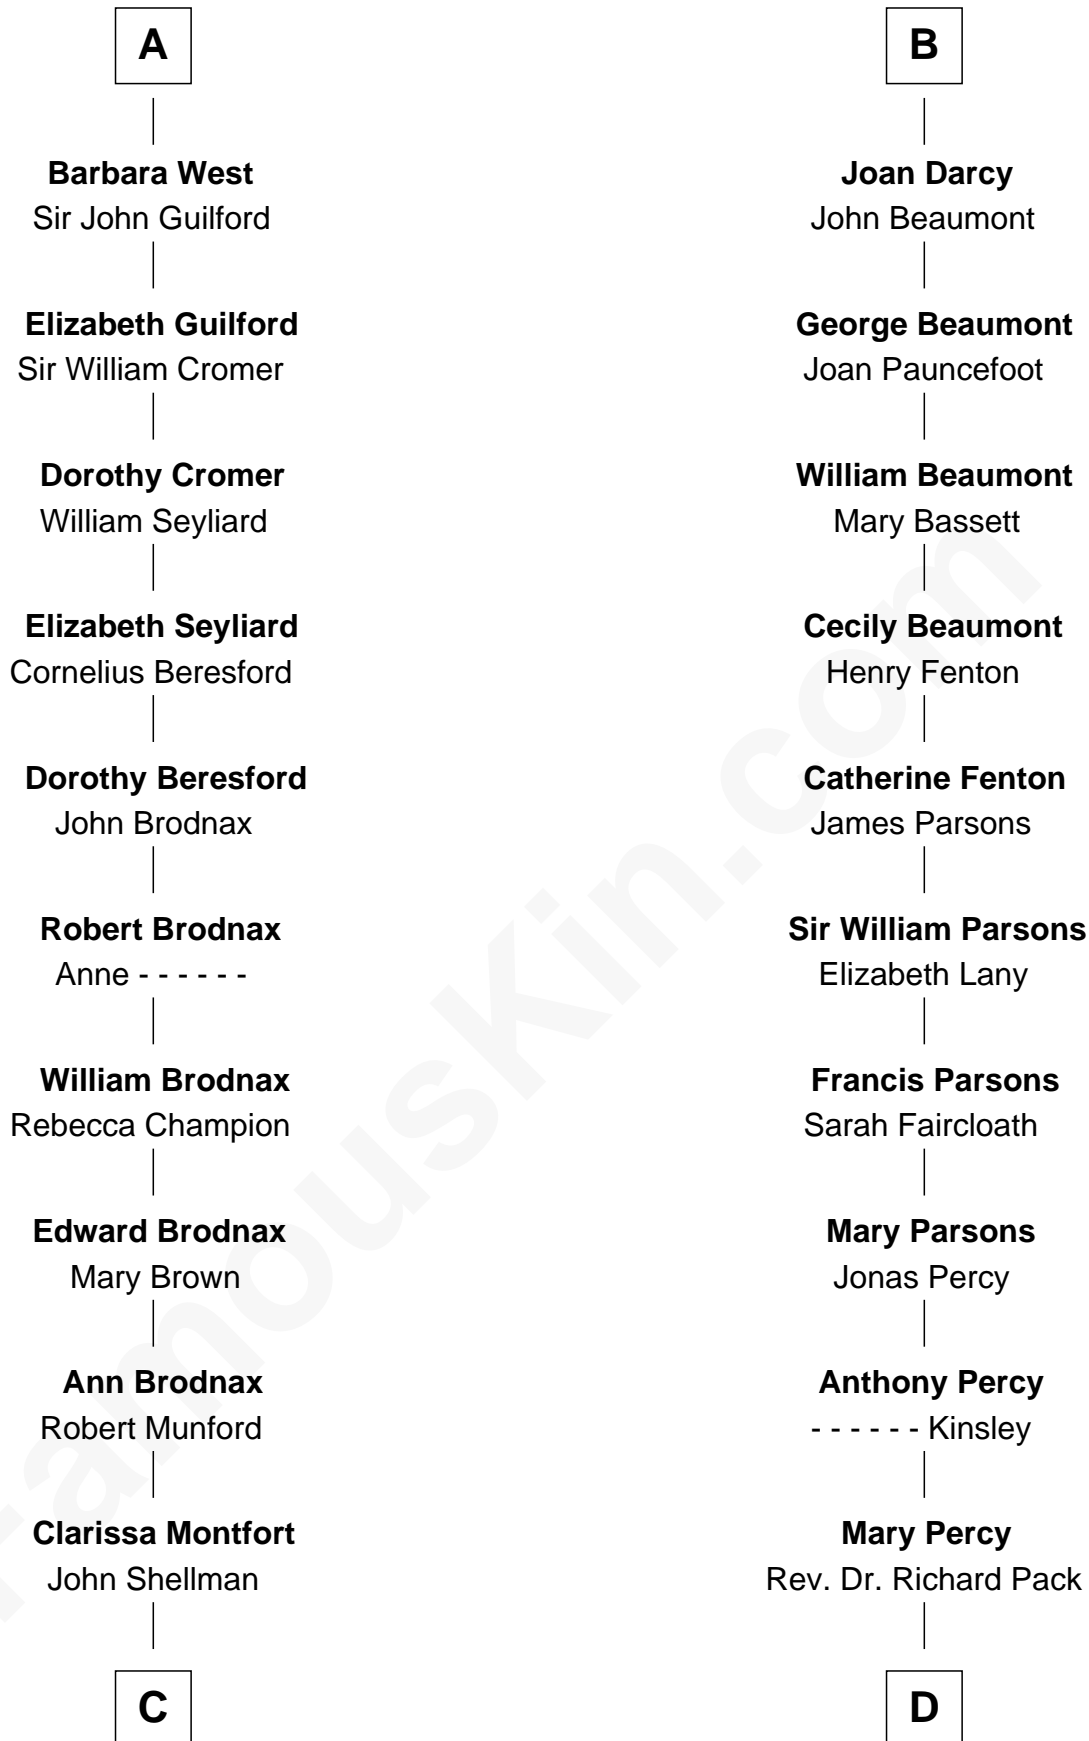 A
Barbara West
Sir John Guilford
Elizabeth Guilford
Sir William Cromer
Dorothy Cromer
William Seyliard
Elizabeth Seyliard
Cornelius Beresford
Dorothy Beresford
John Brodnax
Robert Brodnax
Anne - - - - - -
William Brodnax
Rebecca Champion
Edward Brodnax
Mary Brown
Ann Brodnax
Robert Munford
Clarissa Montfort
John Shellman
C
B
Joan Darcy
John Beaumont
George Beaumont
Joan Pauncefoot
William Beaumont
Mary Bassett
Cecily Beaumont
Henry Fenton
Catherine Fenton
James Parsons
Sir William Parsons
Elizabeth Lany
Francis Parsons
Sarah Faircloath
Mary Parsons
Jonas Percy
Anthony Percy
- - - - - - Kinsley
Mary Percy
Rev. Dr. Richard Pack
D
FamousKin.com